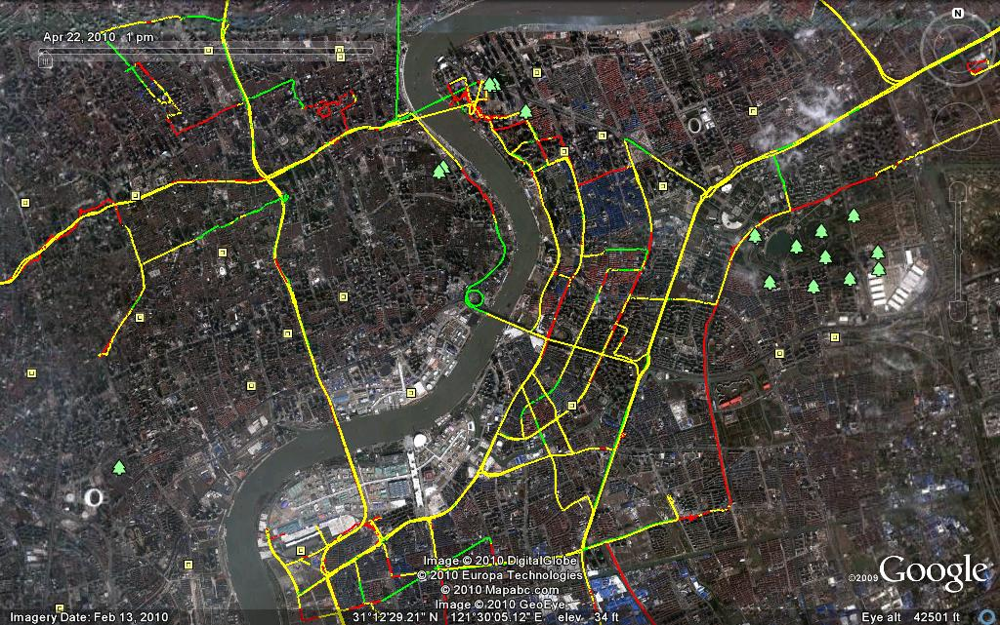 N
Apr 22, 2010   1 pm
Image © 2010 DigitalGlobe
© 2010 Europa Technologies
© 2010 Mapabc.com
Image © 2010 GeoEye
©2009 Google
Imagery Date: Feb 13, 2010   31°12'29.21" N   121°30'05.12" E   elev   34 ft   Eye alt   42501 ft